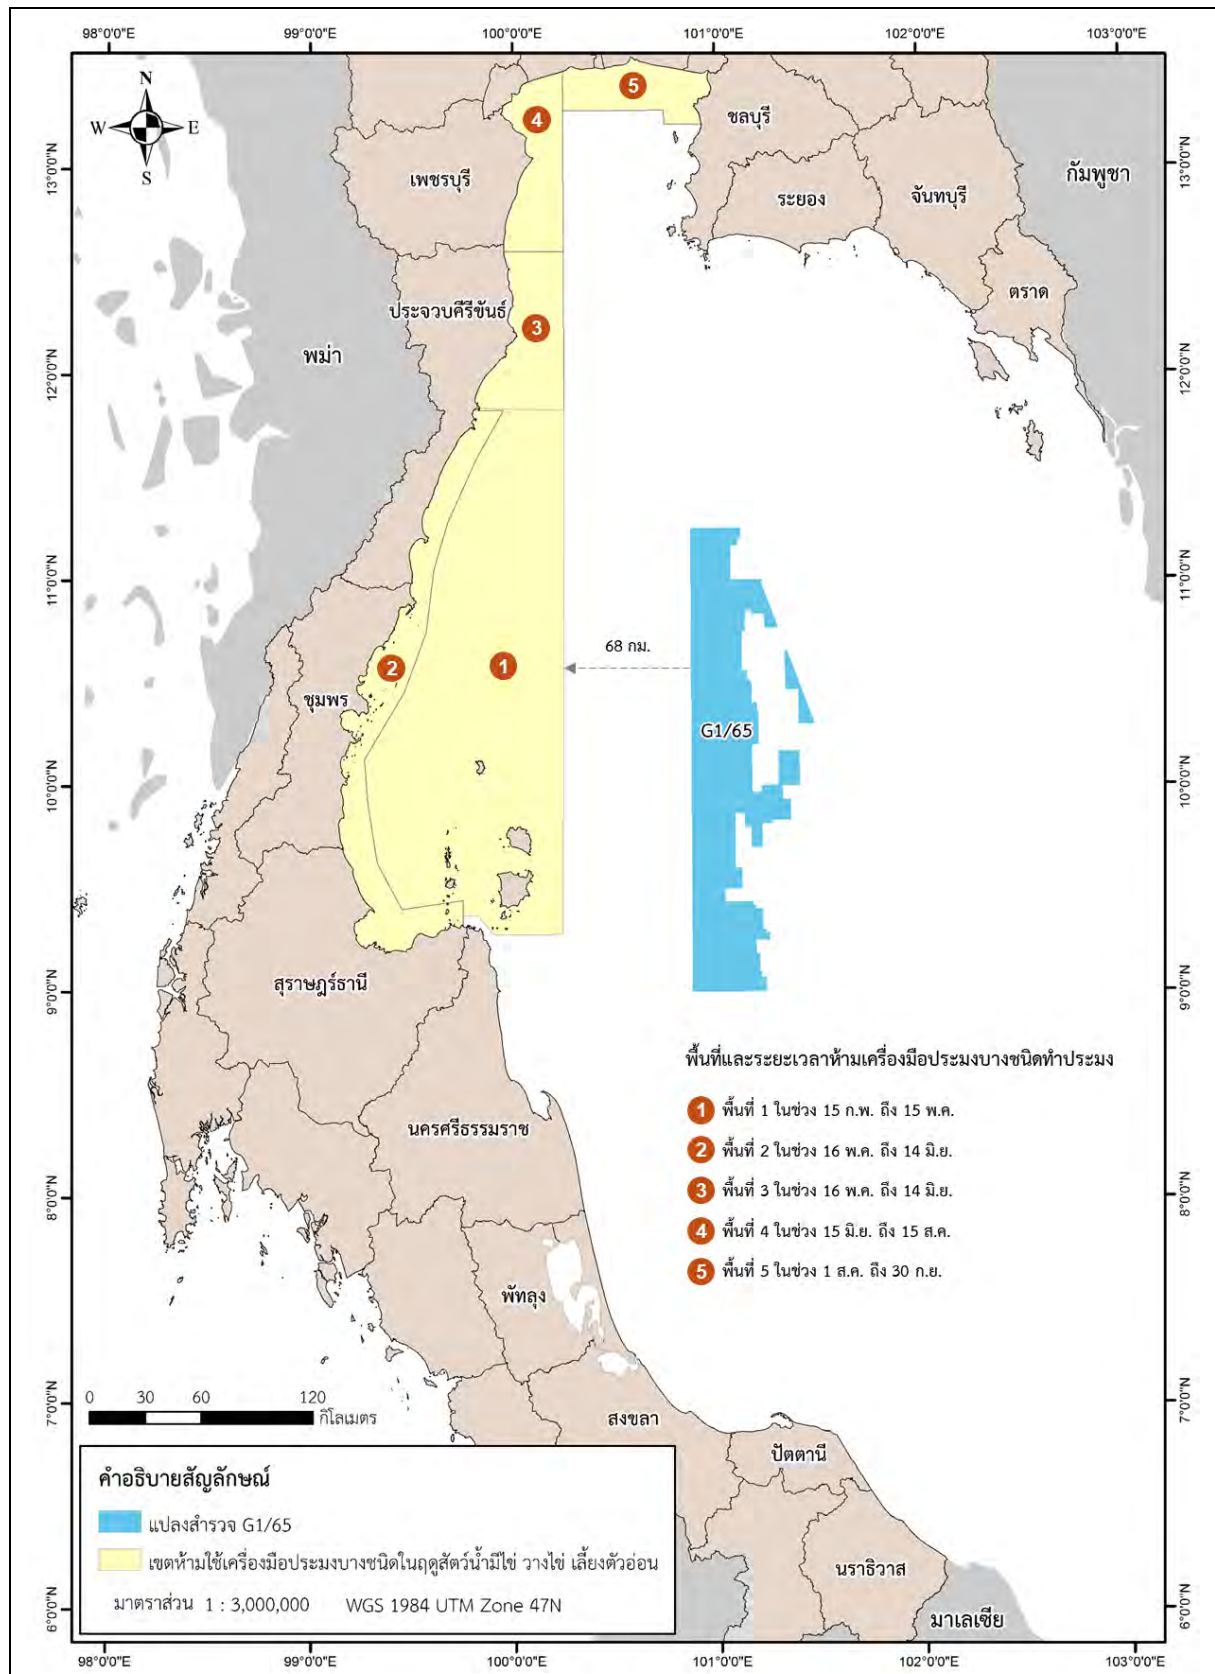 98°0'0"E 99°0'0"E 100°0'0"E 101°0'0"E 102°0'0"E 103°0'0"E
N
W E
S
5
4
ชลบุรี
13°0'0"N 13°0'0"N
เพชรบุรี
กัมพูชา
ระยอง
จันทบุรี
ตราด
ประจวบคีรีขันธ์
3
พม่า
12°0'0"N 12°0'0"N
11°0'0"N 11°0'0"N
68 กม.
2
1
ชุมพร
G1/65
10°0'0"N 10°0'0"N
สุราษฎร์ธานี
9°0'0"N 9°0'0"N
พื้นที่และระยะเวลาห้ามเครื่องมือประมงบางชนิดทำประมง
1 พื้นที่ 1 ในช่วง 15 ก.พ. ถึง 15 พ.ค.
นครศรีธรรมราช
2 พื้นที่ 2 ในช่วง 16 พ.ค. ถึง 14 มิ.ย.
3 พื้นที่ 3 ในช่วง 16 พ.ค. ถึง 14 มิ.ย.
8°0'0"N 8°0'0"N
4 พื้นที่ 4 ในช่วง 15 มิ.ย. ถึง 15 ส.ค.
5 พื้นที่ 5 ในช่วง 1 ส.ค. ถึง 30 ก.ย.
พัทลุง
0 30 60 120
กิโลเมตร
7°0'0"N 7°0'0"N
สงขลา
ปัตตานี
คำอธิบายสัญลักษณ์
แปลงสำรวจ G1/65
เขตห้ามใช้เครื่องมือประมงบางชนิดในฤดูสัตว์น้ำมีไข่ วางไข่ เลี้ยงตัวอ่อน
นราธิวาส
มาตราส่วน 1 : 3,000,000 WGS 1984 UTM Zone 47N
มาเลเซีย
6°0'0"N 6°0'0"N
98°0'0"E 99°0'0"E 100°0'0"E 101°0'0"E 102°0'0"E 103°0'0"E